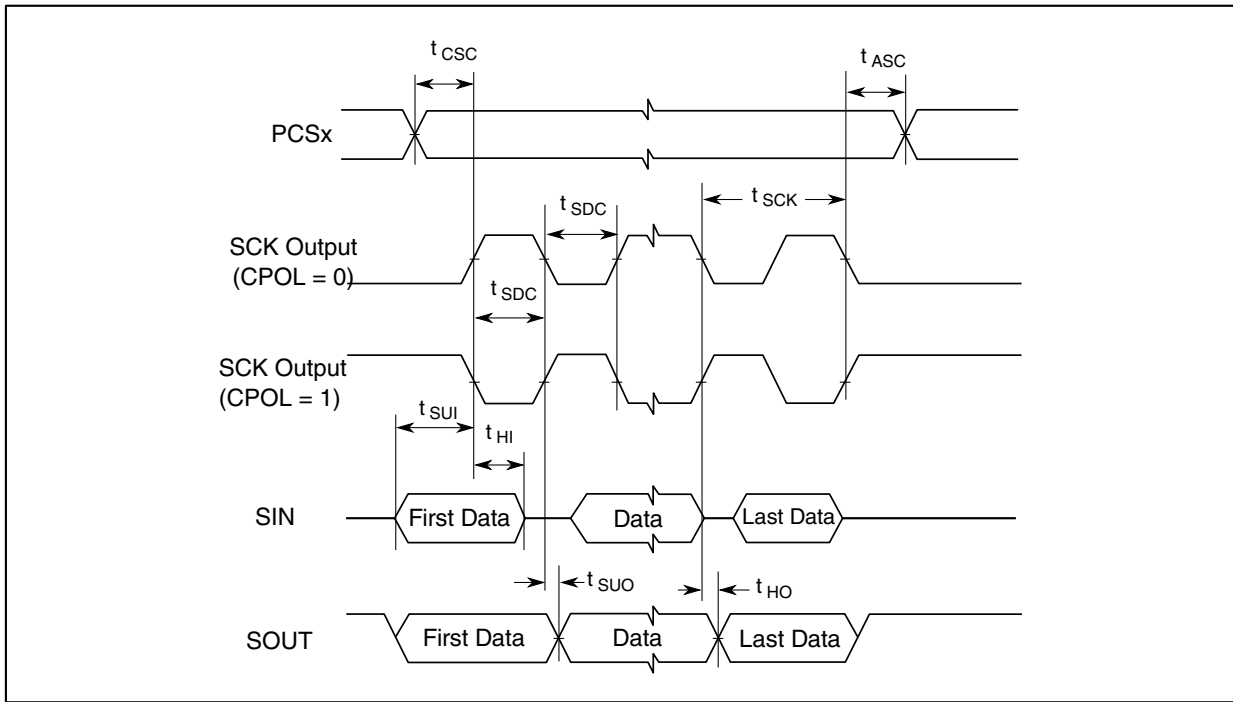 t CSC
t ASC
PCSx
t SCK
t SDC
SCK Output
(CPOL = 0)
t SDC
SCK Output
(CPOL = 1)
t SUI
t HI
SIN
First Data
Data
Last Data
t SUO
t HO
SOUT
First Data
Data
Last Data